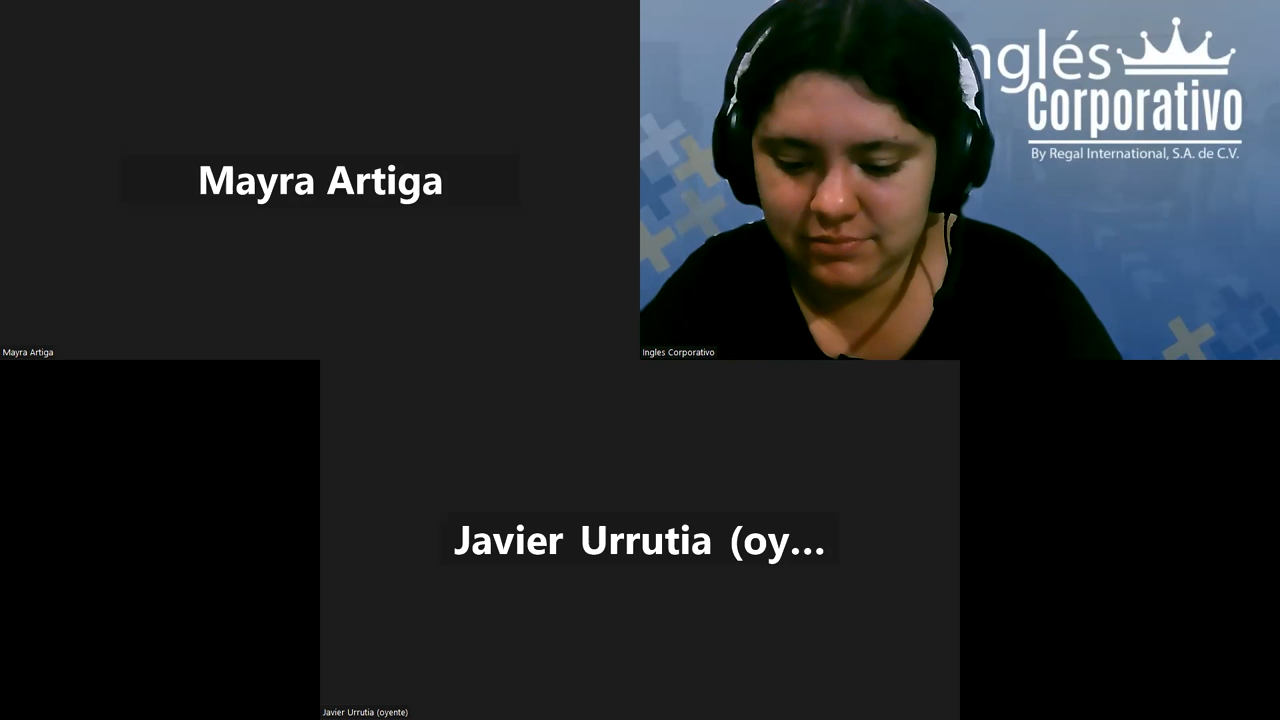 Mayra Artiga
Mayra Artiga
nglés
Corporativo
By Regal International, S.A. de C.V.
Ingles Corporativo
Javier Urrutia (oy...
Javier Urrutia (oyente)